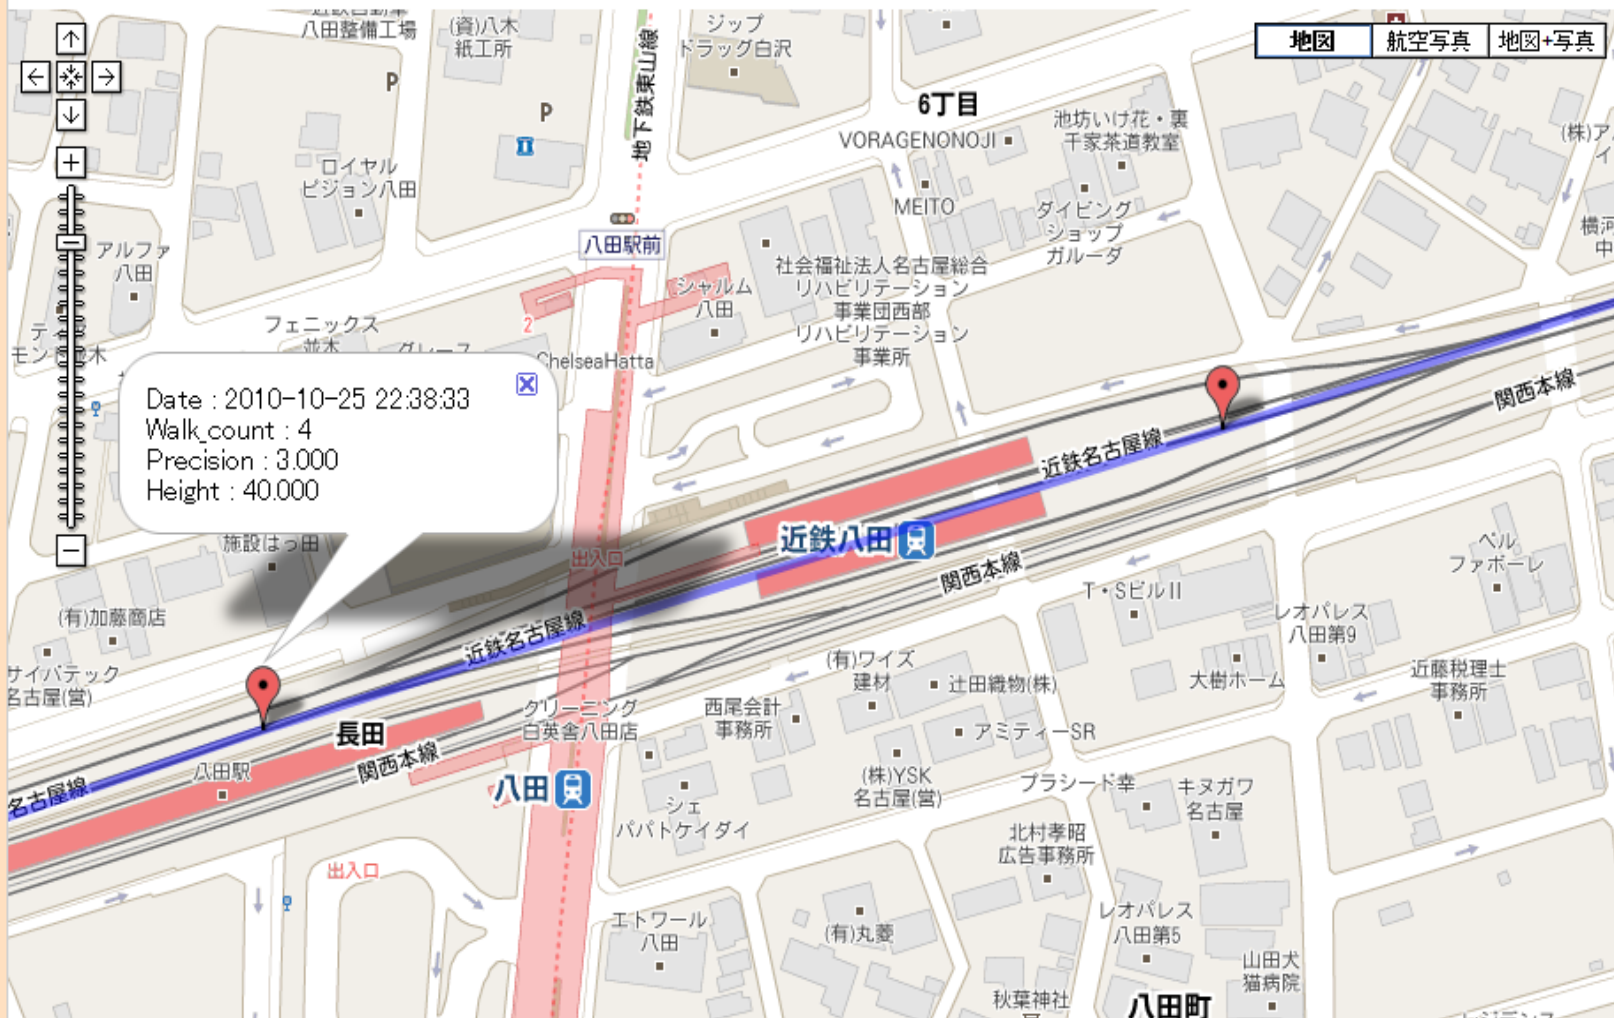 八田整備工場
(資)八木
紙工所
ジップ
ドラッグ白沢
地下鉄東山線
6丁目
地図
航空写真
地図+写真
P
P
VORAGENONOJI
池坊いけ花・裏
千家茶道教室
(株)ア
イ
ロイヤル
ビジョン八田
MEITO
ダイビング
ショップ
ガルーダ
横河
中
八田駅前
アルファ
八田
シャルム
八田
社会福祉法人名古屋総合
リハビリテーション
事業団西部
リハビリテーション
事業所
2
フェニックス
並木
グレース
ChelseaHatta
Date : 2010-10-25 22:38:33
Walk_count : 4
Precision : 3.000
Height : 40.000
関西本線
近鉄名古屋線
近鉄八田
出入口
施設はっ田
関西本線
ベル
ファボーレ
T・SビルII
レオパレス
八田第9
(有)加藤商店
近鉄名古屋線
サイバテック
名古屋(営)
(有)ワイズ
建材
辻田織物(株)
大樹ホーム
近藤税理士
事務所
長田
クリーニング
白英舎八田店
西尾会計
事務所
アミティーSR
八田駅
関西本線
名古屋線
八田
(株)YSK
名古屋(営)
プラシード幸
キヌガワ
名古屋
シェ
パパトケイダイ
北村孝昭
広告事務所
出入口
エトワール
八田
(有)丸菱
レオパレス
八田第5
山田犬
猫病院
秋葉神社
八田町